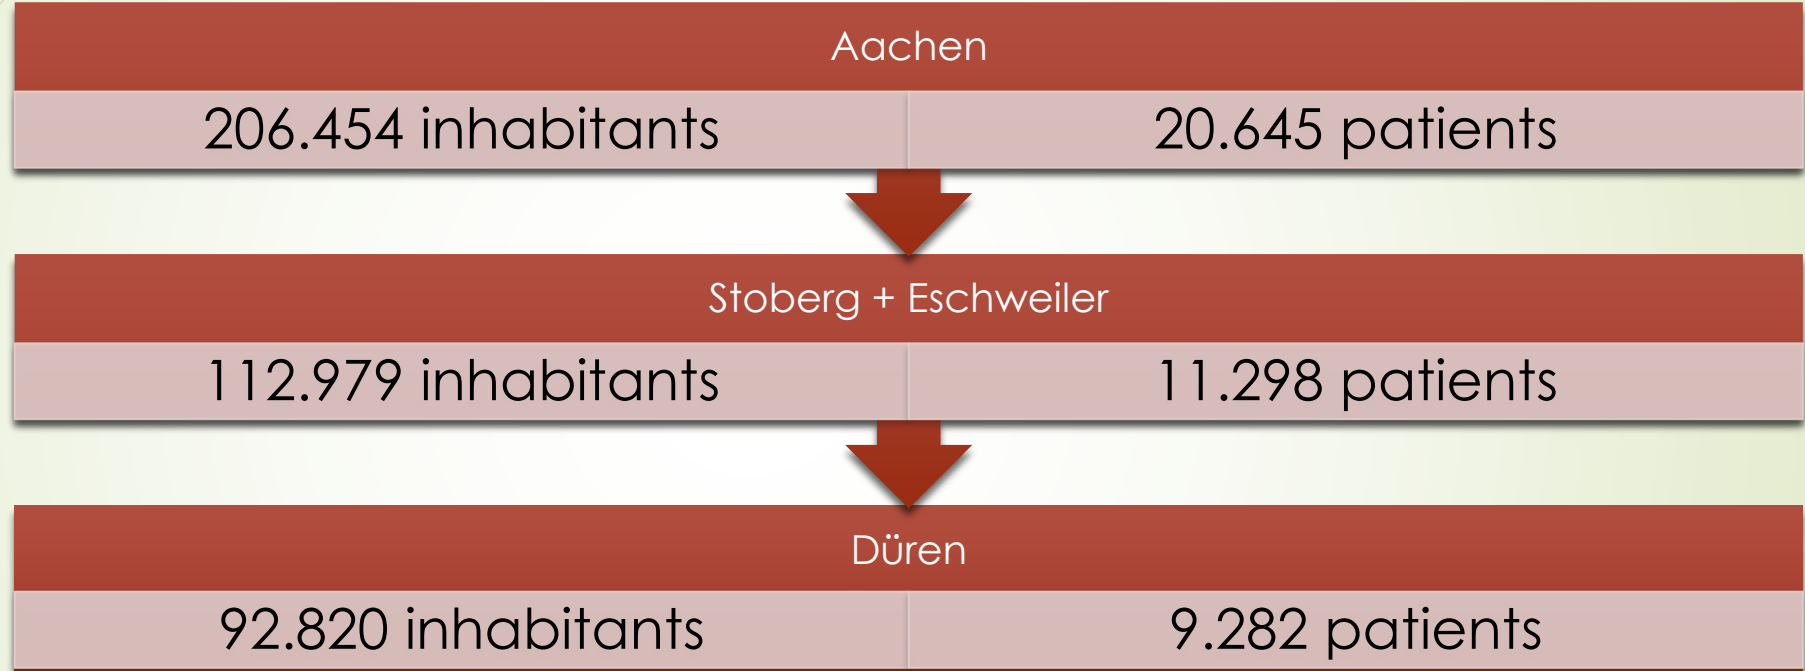 Aachen
206.454 inhabitants 20.645 patients
Stoberg + Eschweiler
112.979 inhabitants 11.298 patients
Düren
92.820 inhabitants 9.282 patients